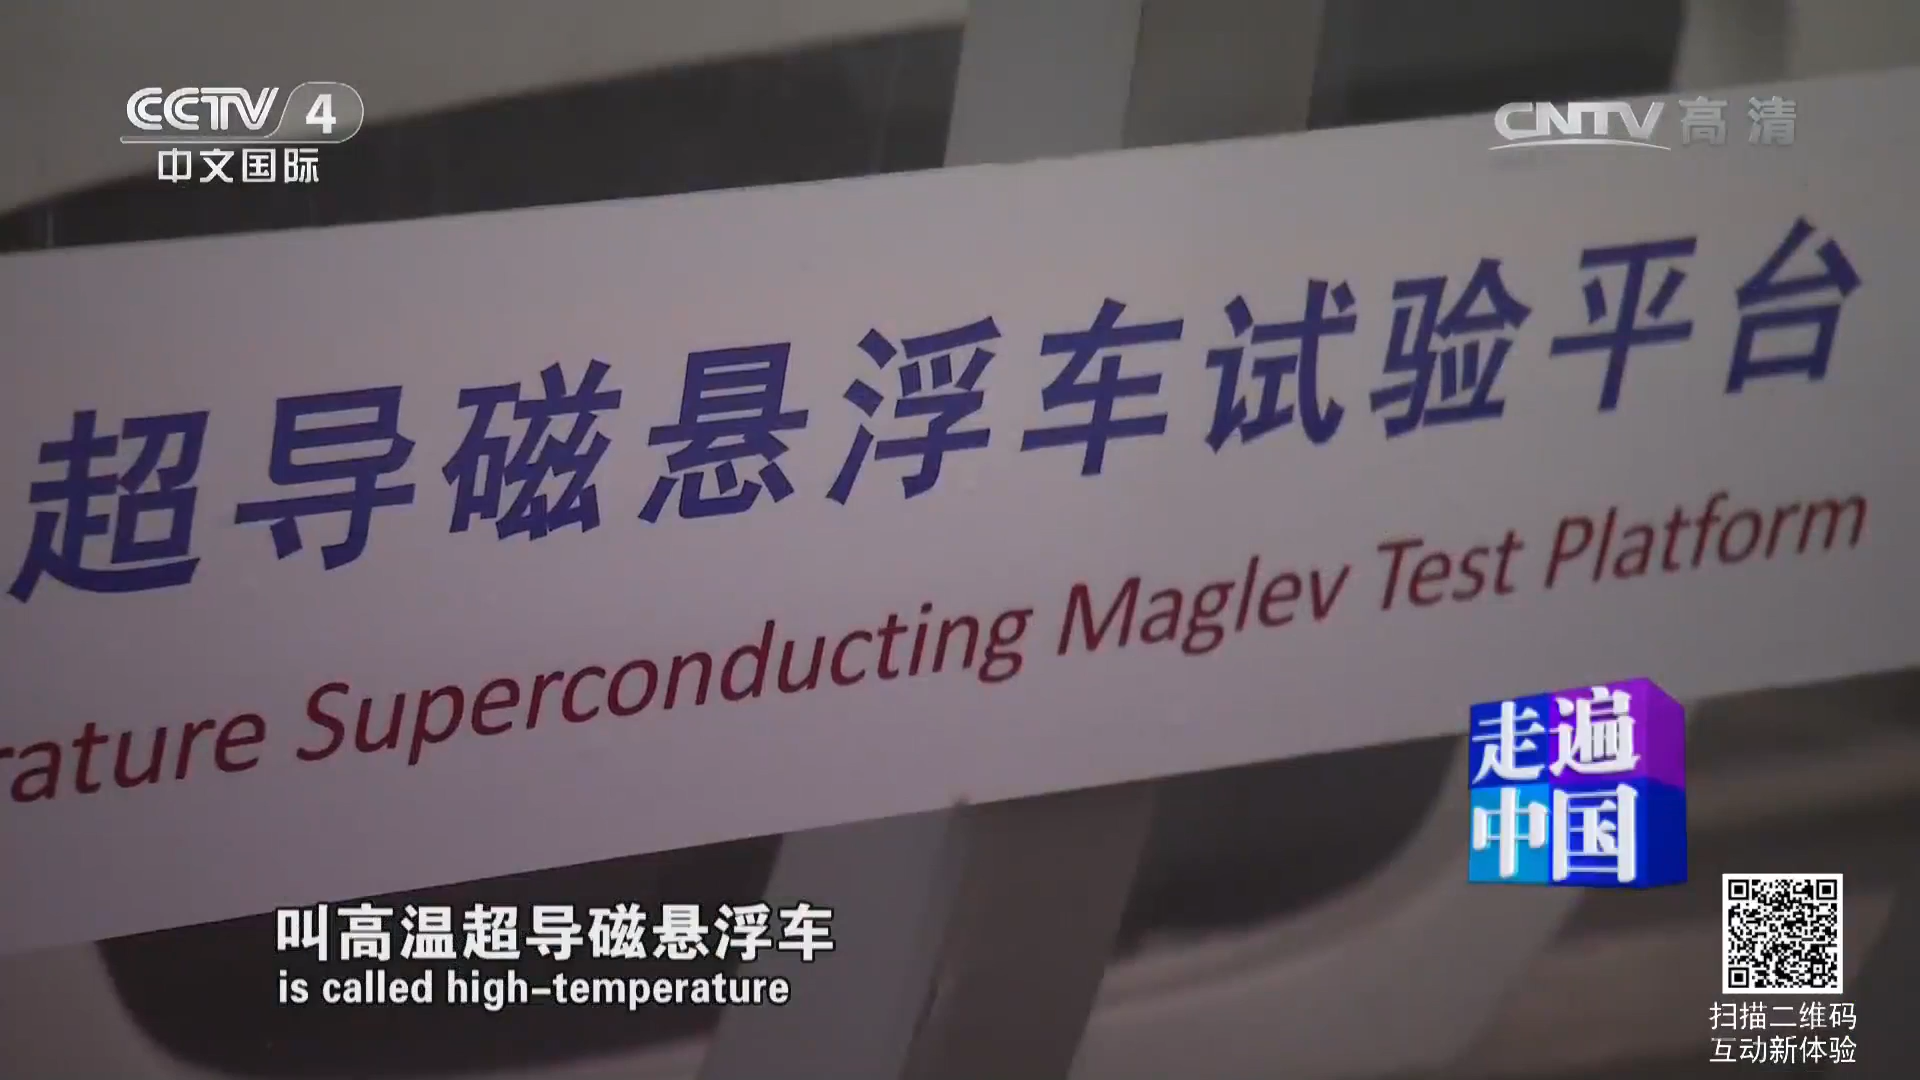 CCTV 4
中文国际
CNTV 高清
超导磁悬浮车试验平台
rature Superconducting Maglev Test Platform
走遍
中国
叫高温超导磁悬浮车
is called high-temperature
扫描二维码
互动新体验